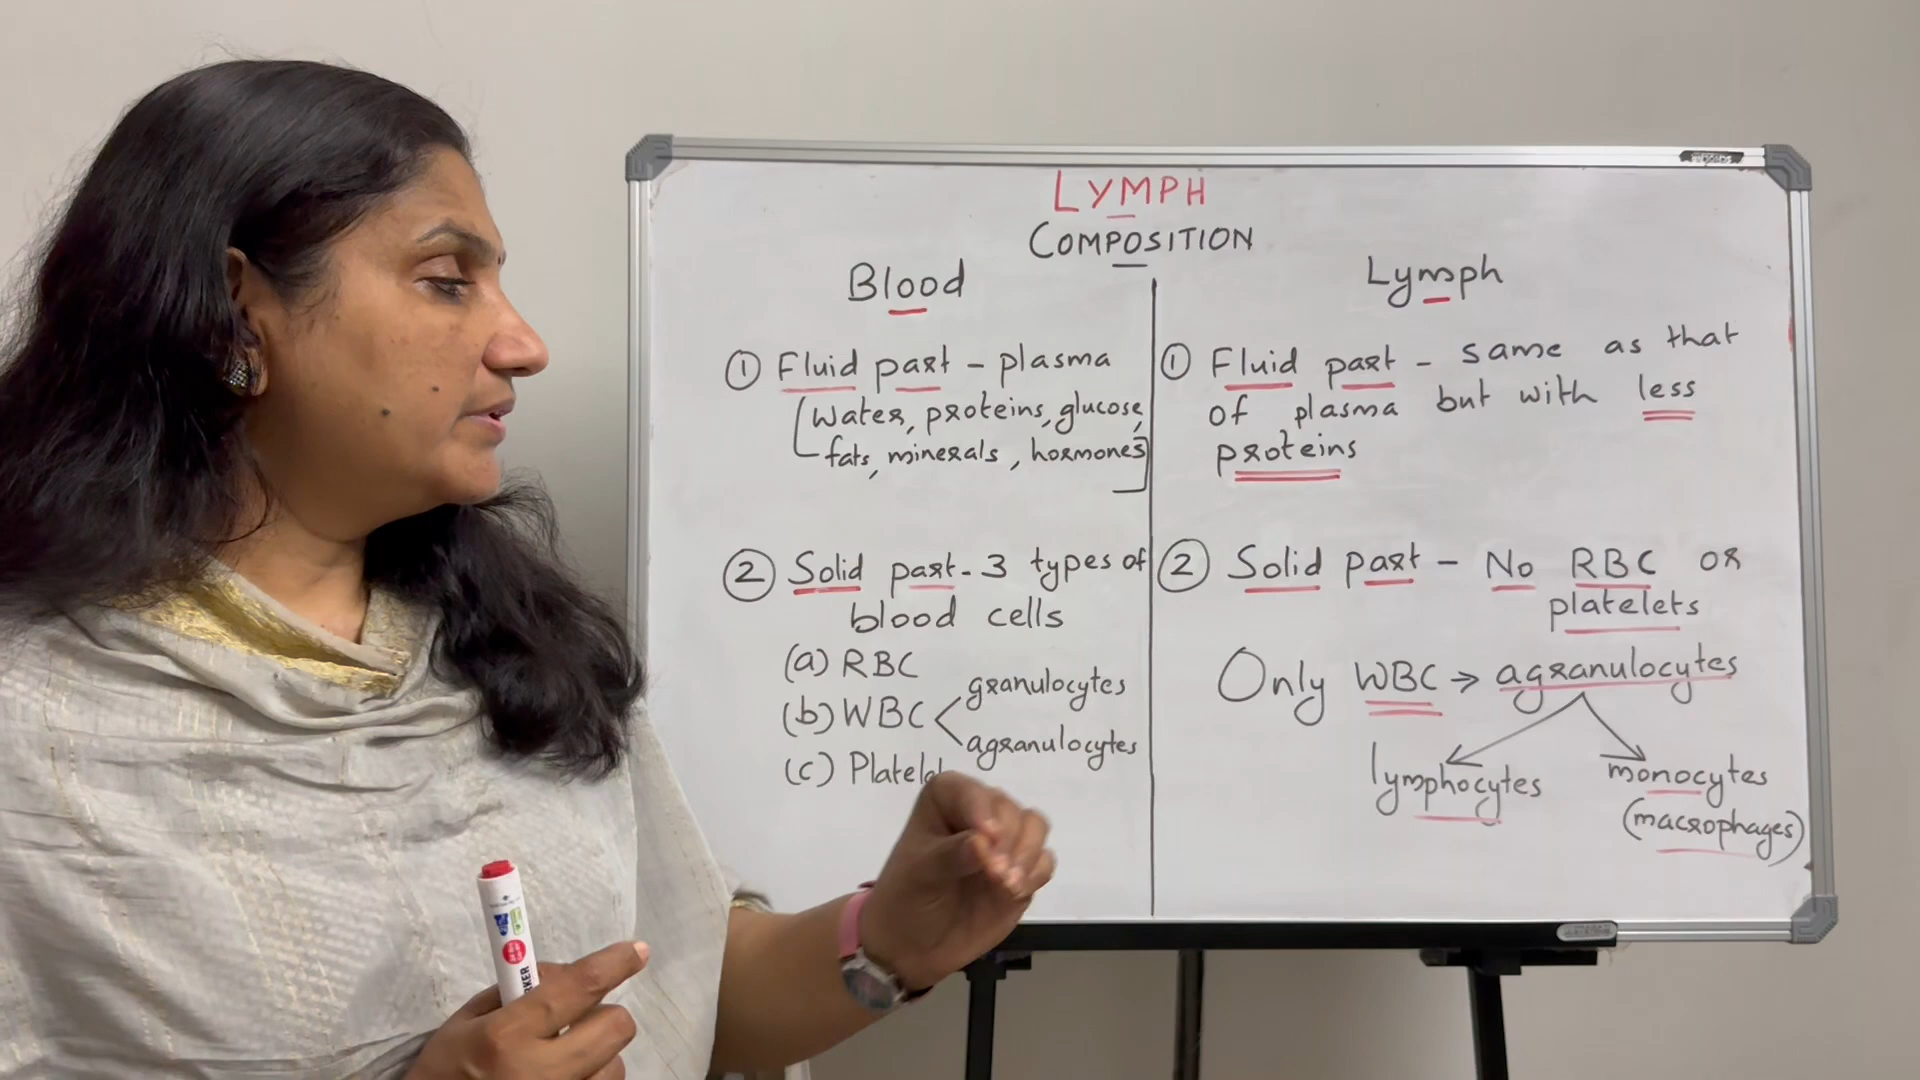 LYMPH
COMPOSITION
Blood
① Fluid part - plasma
[Water, proteins, glucose,
fats, minerals, hormones]
② Solid part - 3 types of
blood cells
(a) RBC
(b) WBC < granulocytes
agranulocytes
(c)
Lymph
① Fluid part - same as that
of plasma but with less
proteins
② Solid part - No RBC or
platelets
Only WBC → agranulocytes
lymphocytes
monocytes
(macrophages)